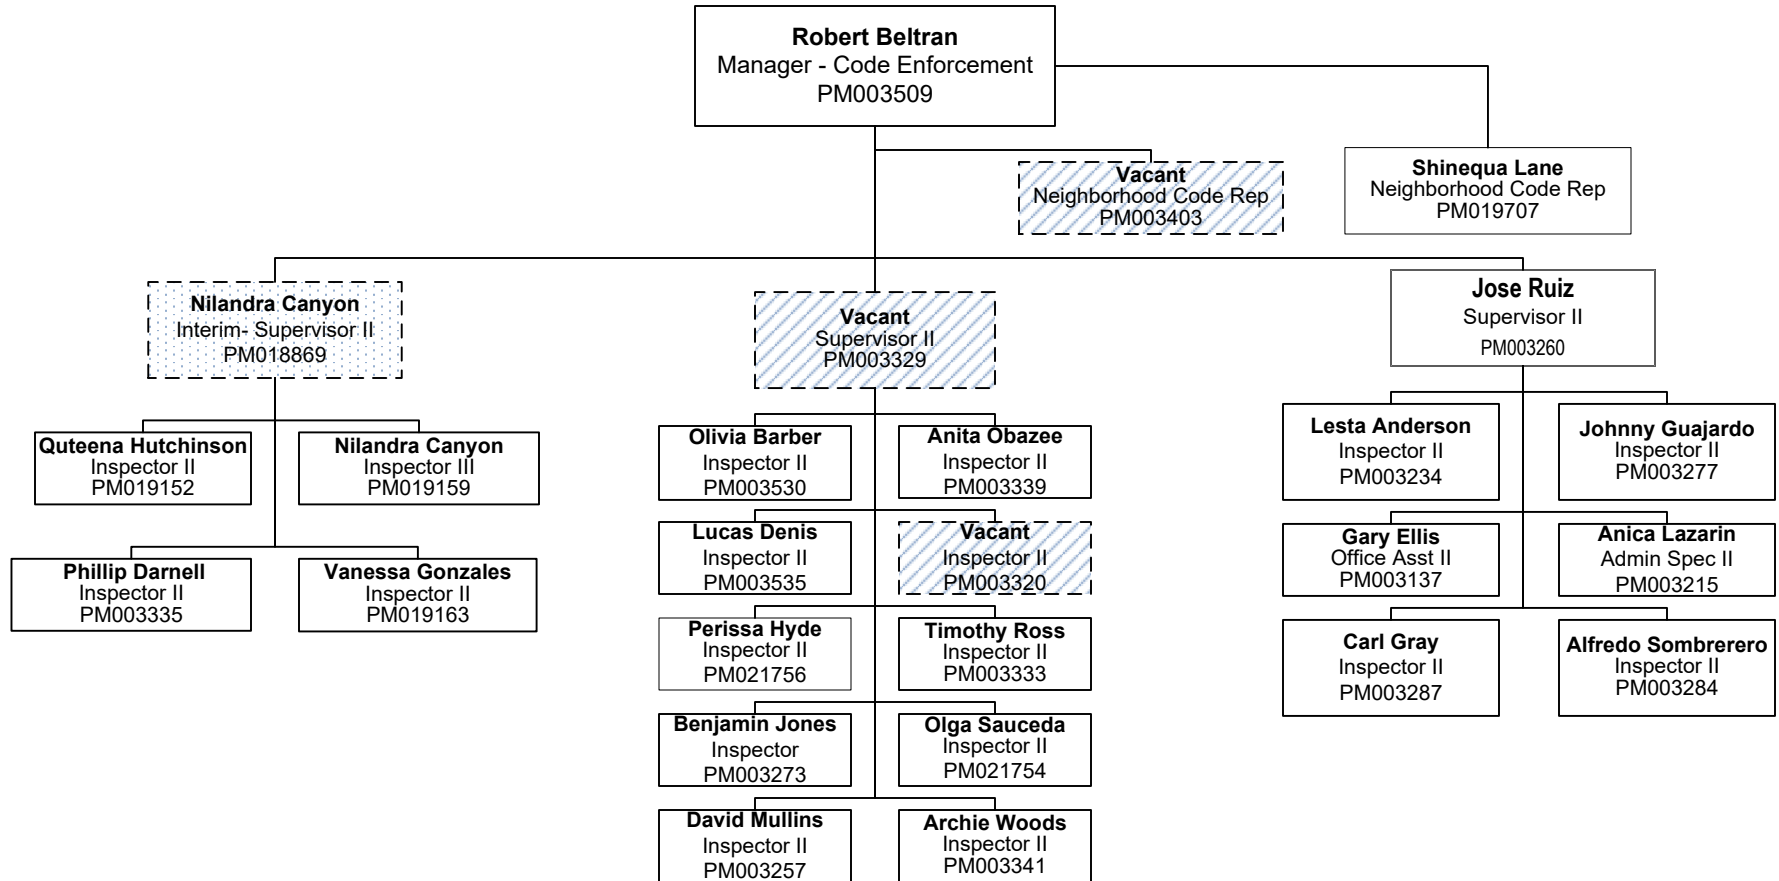 Robert Beltran
Manager - Code Enforcement
PM003509
Vacant
Neighborhood Code Rep
PM003403
Shinequa Lane
Neighborhood Code Rep
PM019707
Nilandra Canyon
Interim- Supervisor II
PM018869
Vacant
Supervisor II
PM003329
Jose Ruiz
Supervisor II
PM003260
Quteena Hutchinson
Inspector II
PM019152
Nilandra Canyon
Inspector III
PM019159
Phillip Darnell
Inspector II
PM003335
Vanessa Gonzales
Inspector II
PM019163
Olivia Barber
Inspector II
PM003530
Anita Obazee
Inspector II
PM003339
Lucas Denis
Inspector II
PM003535
Vacant
Inspector II
PM003320
Perissa Hyde
Inspector II
PM021756
Timothy Ross
Inspector II
PM003333
Benjamin Jones
Inspector
PM003273
Olga Sauceda
Inspector II
PM021754
David Mullins
Inspector II
PM003257
Archie Woods
Inspector II
PM003341
Lesta Anderson
Inspector II
PM003234
Johnny Guajardo
Inspector II
PM003277
Gary Ellis
Office Asst II
PM003137
Anica Lazarin
Admin Spec II
PM003215
Carl Gray
Inspector II
PM003287
Alfredo Sombrerero
Inspector II
PM003284